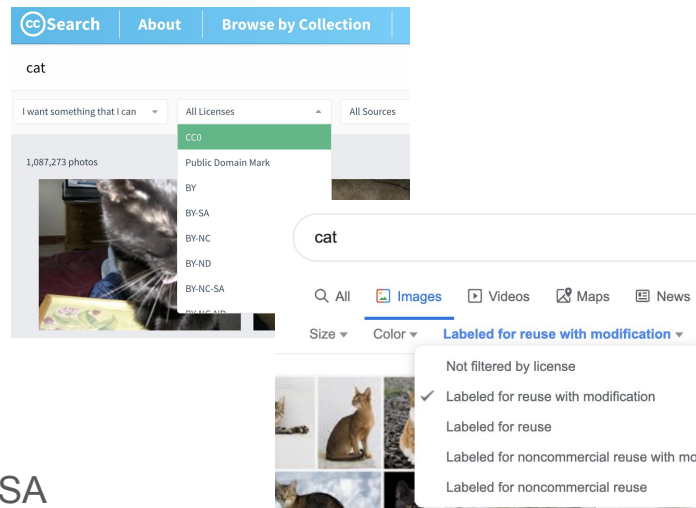 cc Search About Browse by Collection
cat
I want something that I can All Licenses All Sources
CC0
1,087,273 photos Public Domain Mark
BY
BY-SA
BY-NC
BY-ND
BY-NC-SA
BY-NC-ND
cat
All Images Videos Maps News
Size Color Labeled for reuse with modification
Not filtered by license
Labeled for reuse with modification
Labeled for reuse
Labeled for noncommercial reuse with mo
Labeled for noncommercial reuse
SA